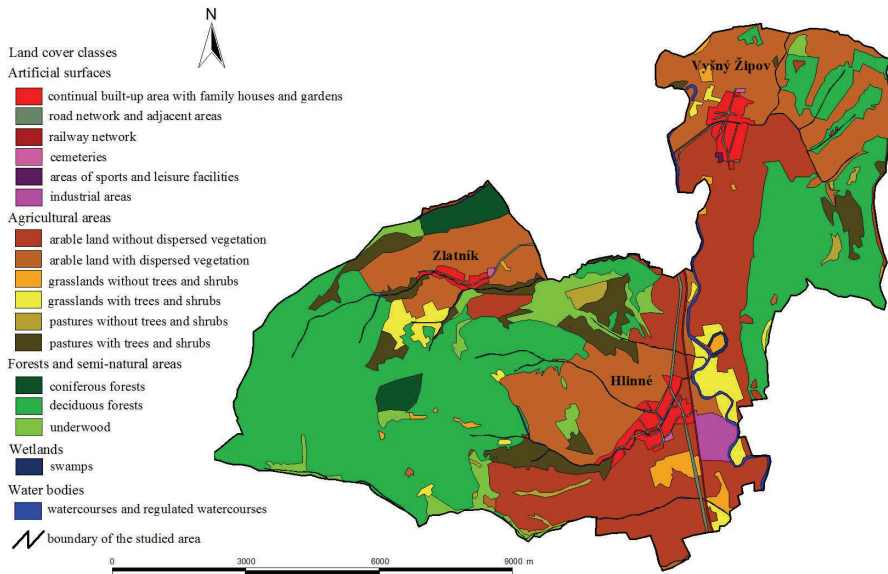 N
Land cover classes
Artificial surfaces
continual built-up area with family houses and gardens
road network and adjacent areas
railway network
cemeteries
areas of sports and leisure facilities
industrial areas
Agricultural areas
arable land without dispersed vegetation
arable land with dispersed vegetation
grasslands without trees and shrubs
grasslands with trees and shrubs
pastures without trees and shrubs
pastures with trees and shrubs
Forests and semi-natural areas
coniferous forests
deciduous forests
underwood
Wetlands
swamps
Water bodies
watercourses and regulated watercourses
boundary of the studied area
Vyšný Žipov
Zlatník
Hlinné
0 3000 6000 9000 m